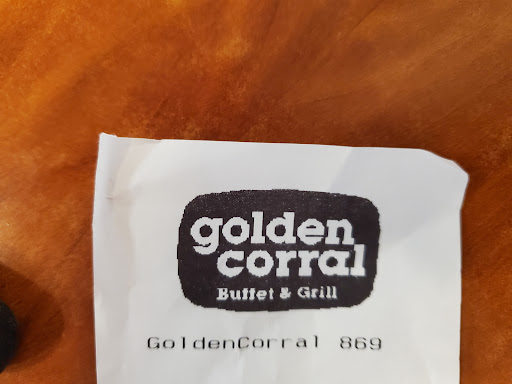 golden
corral
Buffet & Grill
GoldenCorral 869